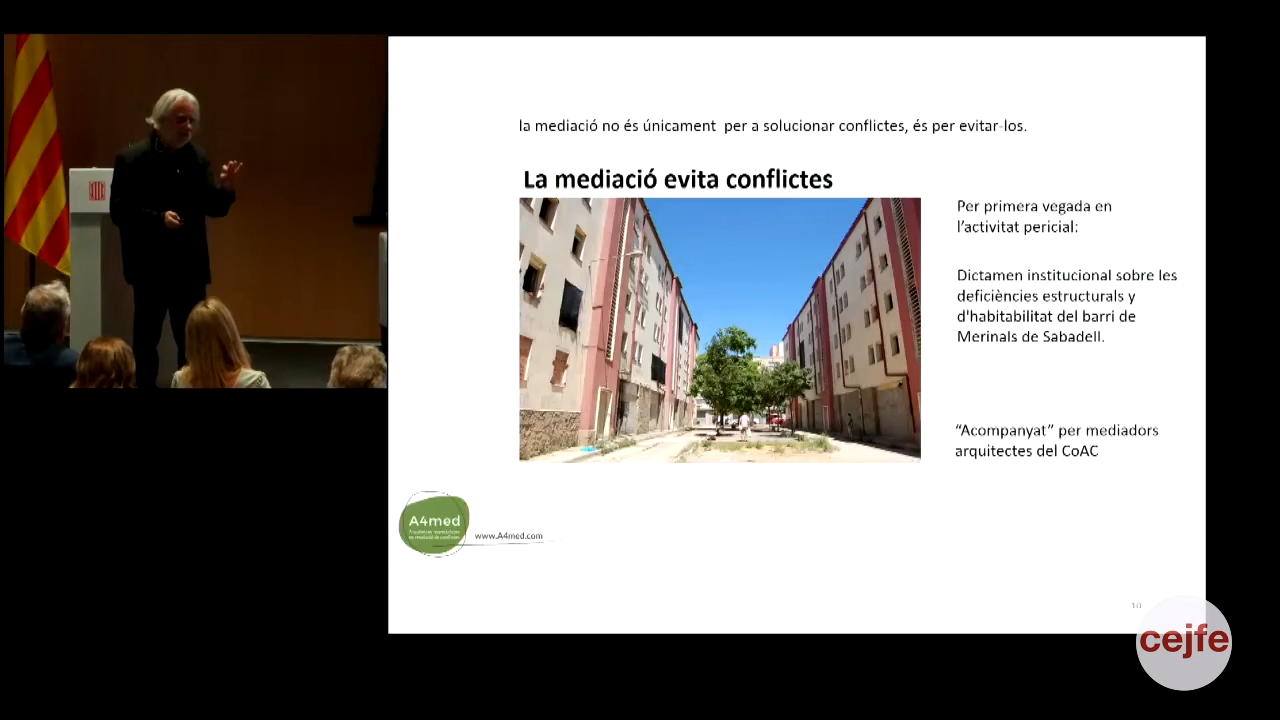 la mediació no és únicament  per a solucionar conflictes, és per evitar-los.
La mediació evita conflictes
Per primera vegada en
l’activitat pericial:
Dictamen institucional sobre les
deficiències estructurals y
d'habitabilitat del barri de
Merinals de Sabadell.
“Acompanyat” per mediadors
arquitectes del CoAC
A4med
www.A4med.com
10
cejfe